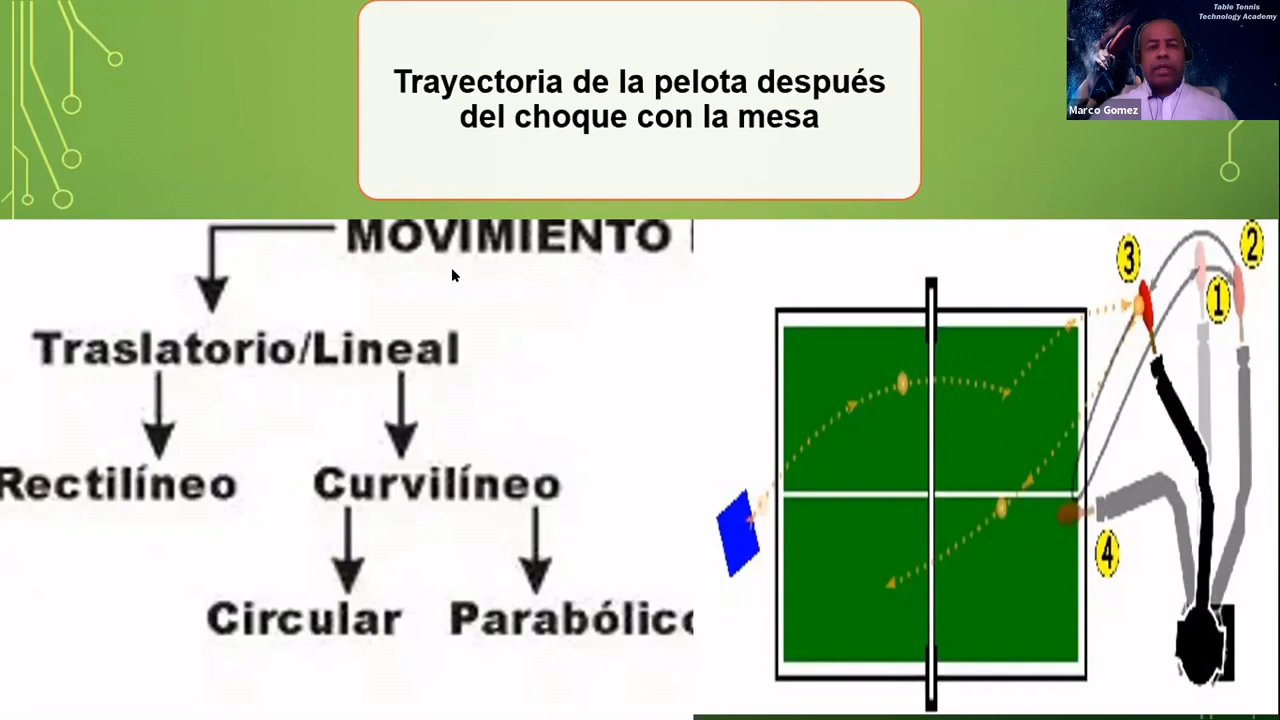 Trayectoria de la pelota después
del choque con la mesa
Table Tennis
Technology Academy
Marco Gomez
MOVIMIENTO
Traslatorio/Lineal
Rectilíneo
Curvilíneo
Circular
Parabólico
3
2
1
4